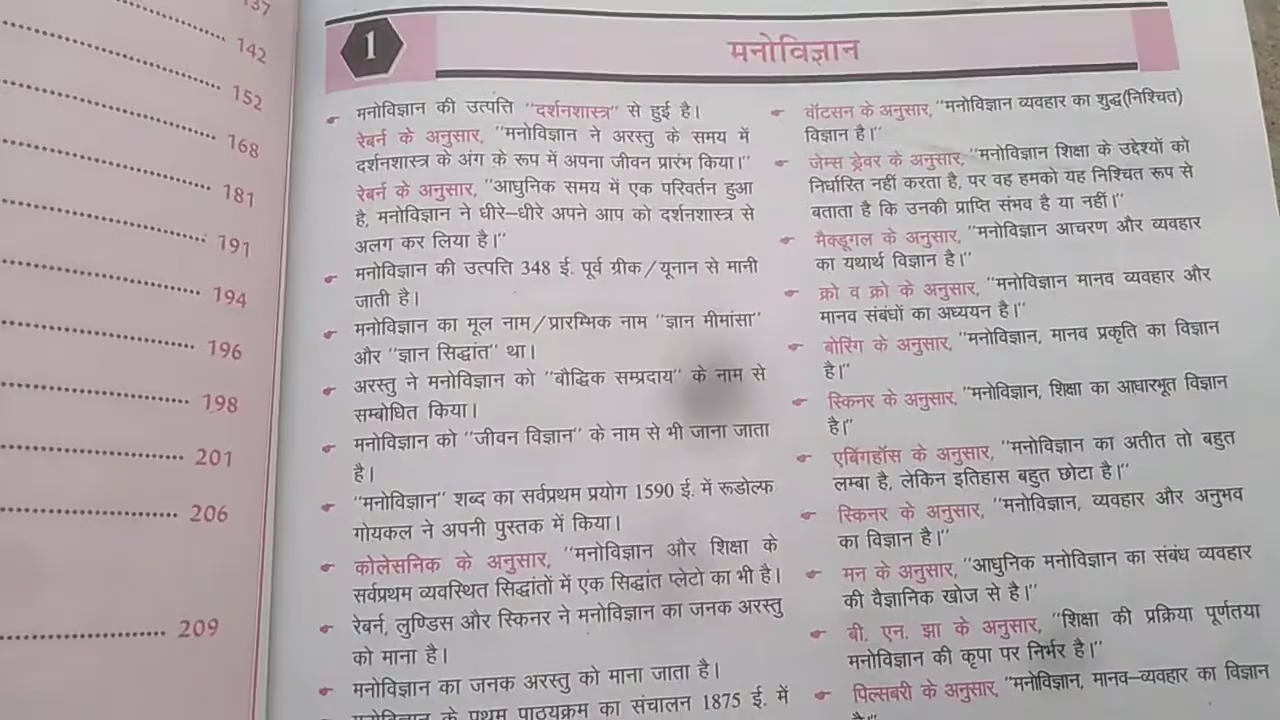 137
142
152
168
181
191
194
196
198
201
206
209
1
मनोविज्ञान
मनोविज्ञान की उत्पत्ति "दर्शनशास्त्र" से हुई है।
रेबर्न के अनुसार, "मनोविज्ञान ने अरस्तु के समय में
दर्शनशास्त्र के अंग के रूप में अपना जीवन प्रारंभ किया।"
रेबर्न के अनुसार, "आधुनिक समय में एक परिवर्तन हुआ
है, मनोविज्ञान ने धीरे–धीरे अपने आप को दर्शनशास्त्र से
अलग कर लिया है।"
मनोविज्ञान की उत्पत्ति 348 ई. पूर्व ग्रीक/यूनान से मानी
जाती है।
मनोविज्ञान का मूल नाम/प्रारम्भिक नाम "ज्ञान मीमांसा"
और "ज्ञान सिद्धांत" था।
अरस्तु ने मनोविज्ञान को "बौद्धिक सम्प्रदाय" के नाम से
सम्बोधित किया।
मनोविज्ञान को "जीवन विज्ञान" के नाम से भी जाना जाता
है।
"मनोविज्ञान" शब्द का सर्वप्रथम प्रयोग 1590 ई. में रूडोल्फ
गोयकल ने अपनी पुस्तक में किया।
कोलेसनिक के अनुसार, "मनोविज्ञान और शिक्षा के
सर्वप्रथम व्यवस्थित सिद्धांतों में एक सिद्धांत प्लेटो का भी है।
रेबर्न, लुण्डिस और स्किनर ने मनोविज्ञान का जनक अरस्तु
को माना है।
मनोविज्ञान का जनक अरस्तु को माना जाता है।
मनोविज्ञान के प्रथम पाठ्यक्रम का संचालन 1875 ई. में
वॉटसन के अनुसार, "मनोविज्ञान व्यवहार का शुद्ध(निश्चित)
विज्ञान है।"
जेम्स ड्रेवर के अनुसार, "मनोविज्ञान शिक्षा के उद्देश्यों को
निर्धारित नहीं करता है, पर वह हमको यह निश्चित रूप से
बताता है कि उनकी प्राप्ति संभव है या नहीं।"
मैक्डूगल के अनुसार, "मनोविज्ञान आचरण और व्यवहार
का यथार्थ विज्ञान है।"
क्रो व क्रो के अनुसार, "मनोविज्ञान मानव व्यवहार और
मानव संबंधों का अध्ययन है।"
बोरिंग के अनुसार, "मनोविज्ञान, मानव प्रकृति का विज्ञान
है।"
स्किनर के अनुसार, "मनोविज्ञान, शिक्षा का आधारभूत विज्ञान
है।"
एबिंगहॉस के अनुसार, "मनोविज्ञान का अतीत तो बहुत
लम्बा है, लेकिन इतिहास बहुत छोटा है।"
स्किनर के अनुसार, "मनोविज्ञान, व्यवहार और अनुभव
का विज्ञान है।"
मन के अनुसार, "आधुनिक मनोविज्ञान का संबंध व्यवहार
की वैज्ञानिक खोज से है।"
बी. एन. झा के अनुसार, "शिक्षा की प्रक्रिया पूर्णतया
मनोविज्ञान की कृपा पर निर्भर है।"
पिल्सबरी के अनुसार, "मनोविज्ञान, मानव–व्यवहार का विज्ञान
है।"